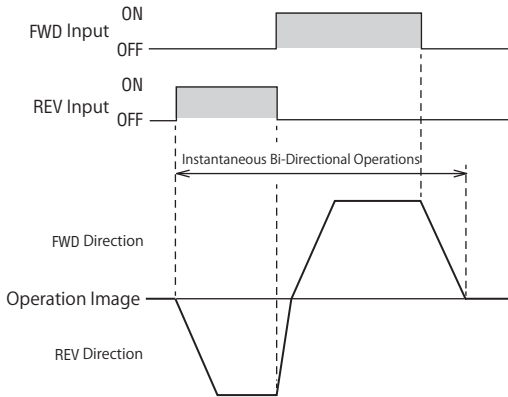 ON
FWD Input
OFF
ON
REV Input
OFF
Instantaneous Bi-Directional Operations
FWD Direction
Operation Image
REV Direction